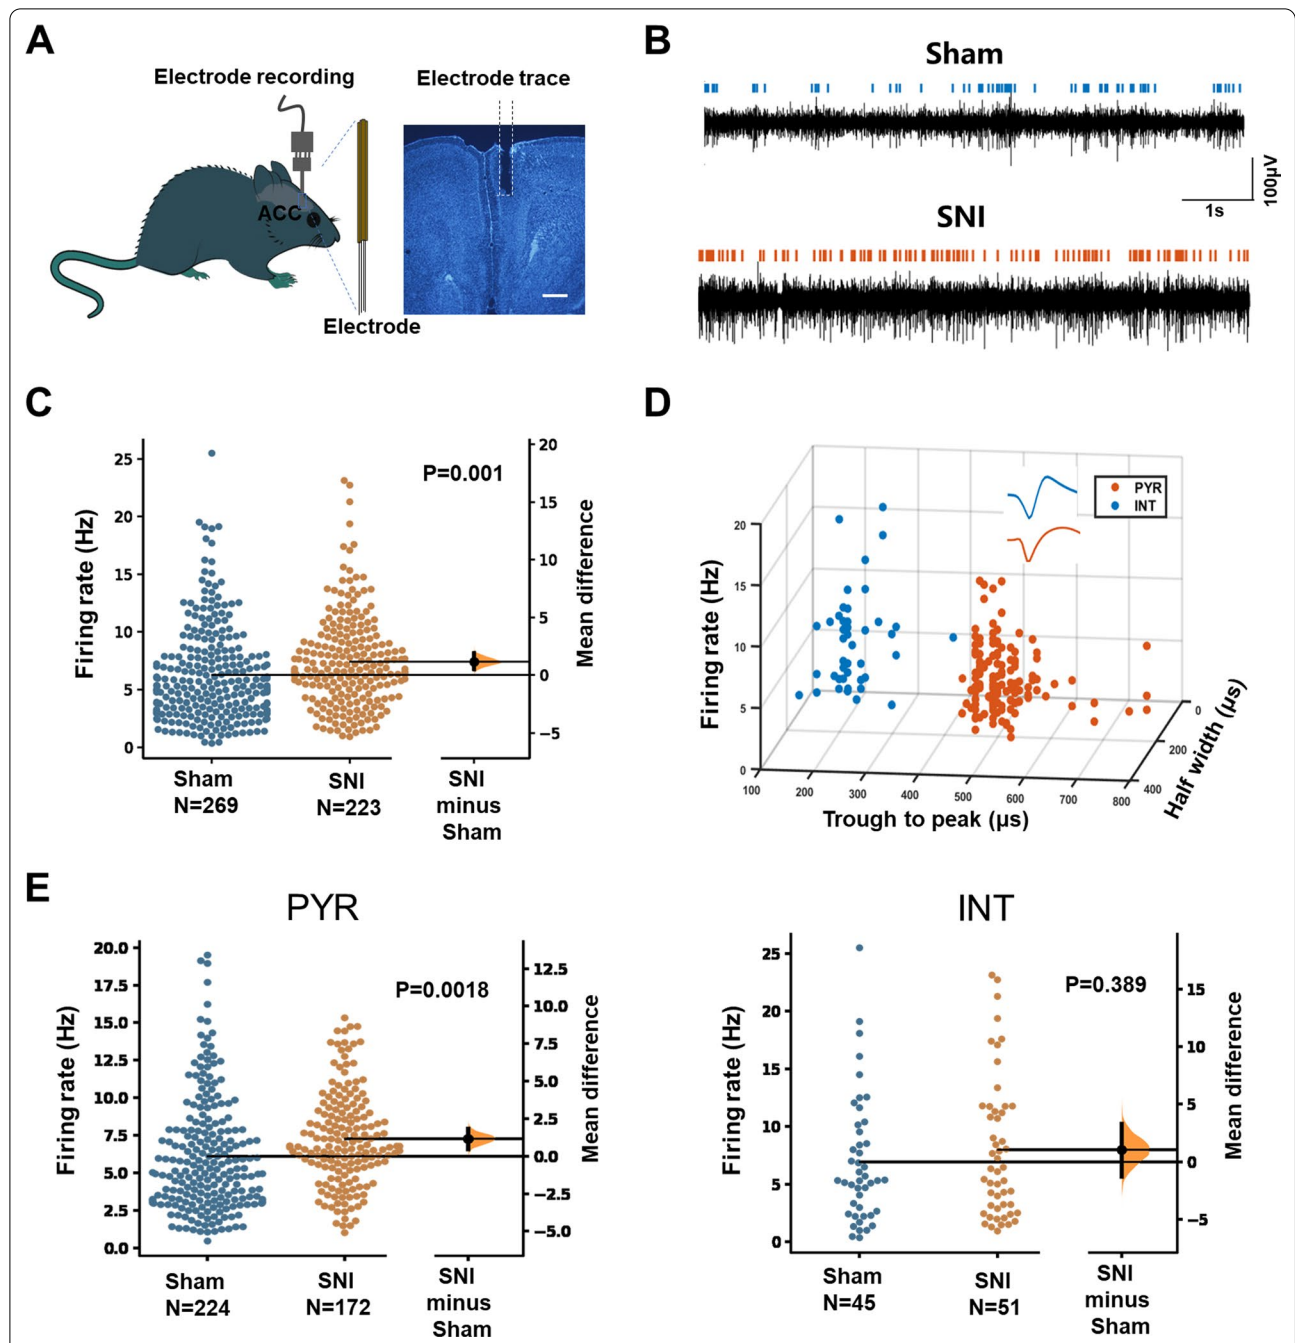 A
Electrode recording
Electrode trace
ACC
Electrode
B
Sham
100µV
1s
SNI
C
25
20
15
10
5
0
Firing rate (Hz)
20
15
10
5
0
−5
Mean difference
P=0.001
Sham
N=269
SNI
N=223
SNI
minus
Sham
D
PYR
INT
20
15
10
5
0
Firing rate (Hz)
100
200
300
400
500
600
700
800
Trough to peak (µs)
0
200
400
Half width (µs)
E
PYR
20.0
17.5
15.0
12.5
10.0
7.5
5.0
2.5
0.0
Firing rate (Hz)
12.5
10.0
7.5
5.0
2.5
0.0
−2.5
−5.0
Mean difference
P=0.0018
Sham
N=224
SNI
N=172
SNI
minus
Sham
INT
25
20
15
10
5
0
Firing rate (Hz)
15
10
5
0
−5
Mean difference
P=0.389
Sham
N=45
SNI
N=51
SNI
minus
Sham